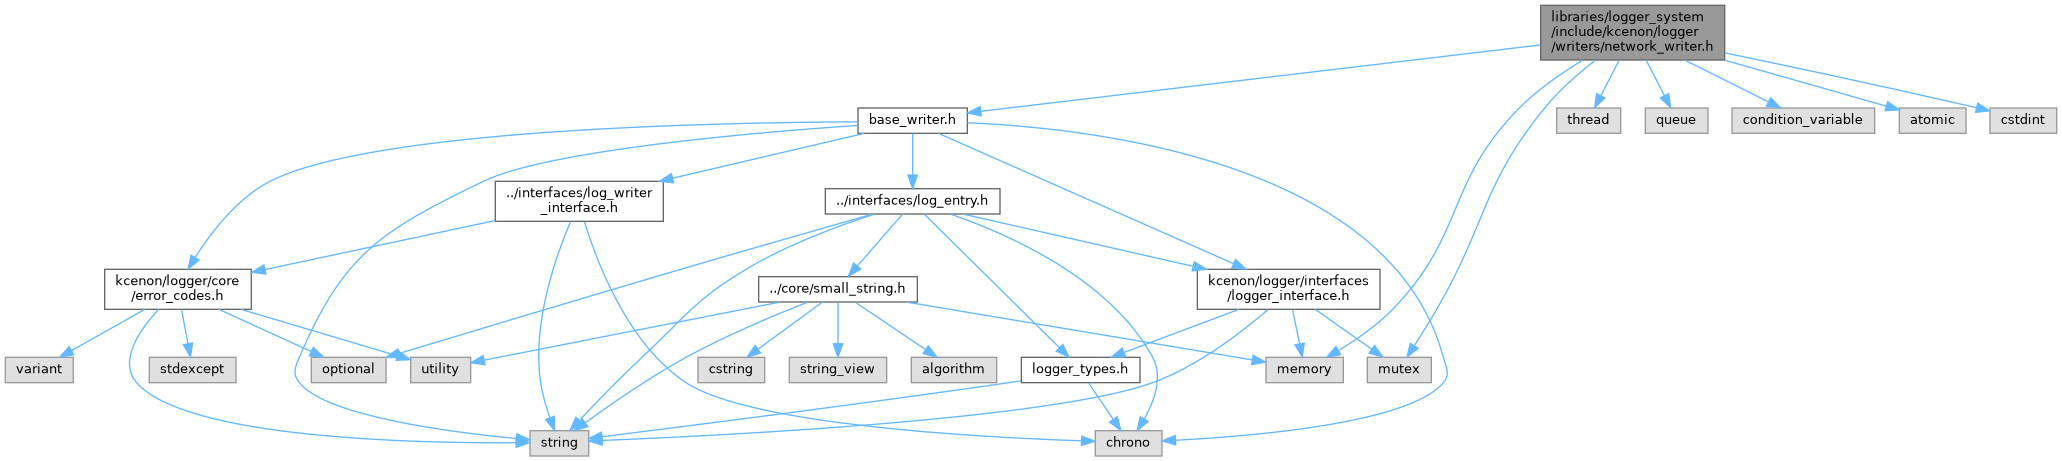 libraries/logger_system
/include/kcenon/logger
/writers/network_writer.h
base_writer.h
thread
queue
condition_variable
atomic
cstdint
../interfaces/log_writer
_interface.h
../interfaces/log_entry.h
kcenon/logger/core
/error_codes.h
../core/small_string.h
kcenon/logger/interfaces
/logger_interface.h
variant
stdexcept
optional
utility
cstring
string_view
algorithm
logger_types.h
memory
mutex
string
chrono